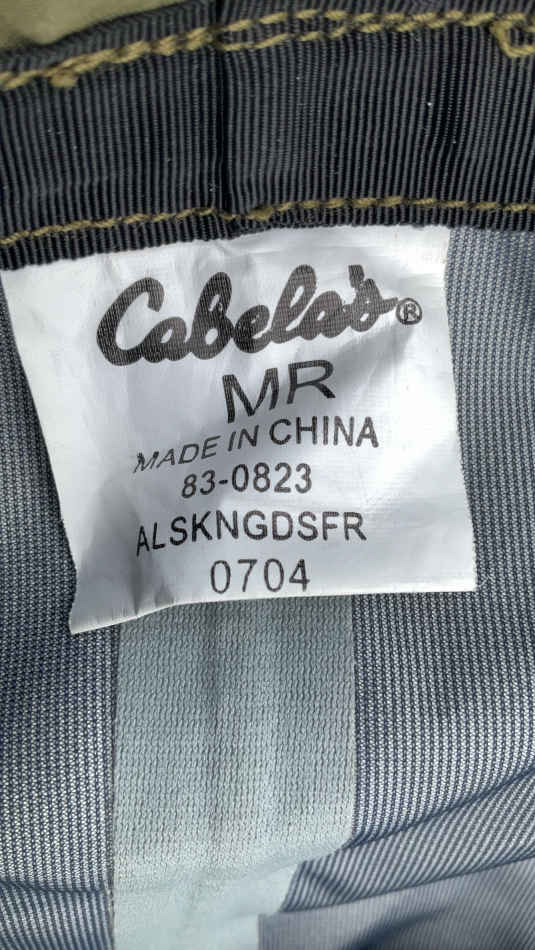 Cabela's®
MR
MADE IN CHINA
83-0823
ALSKNGDSFR
0704